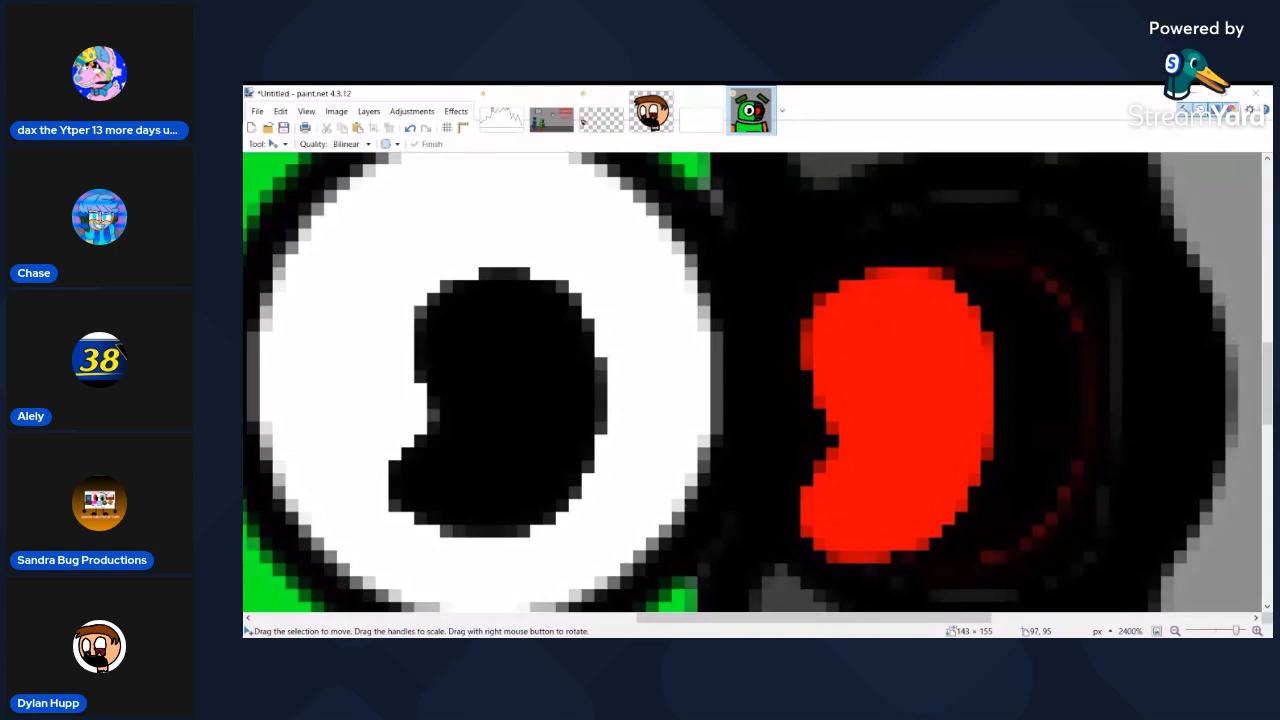 Powered by
StreamYard
dax the Ytper 13 more days u...
Chase
38
Alely
Sandra Bug Productions
Dylan Hupp
*Untitled - paint.net 4.3.12
File Edit View Image Layers Adjustments Effects
Tool: Quality: Bilinear Finish
Drag the selection to move. Drag the handles to scale. Drag with right mouse button to rotate.
143 × 155
97, 95
px
2400%